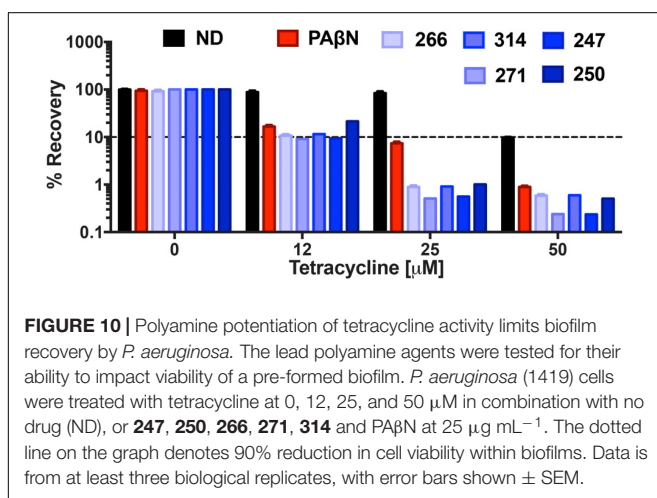 ND PAβN 266 314 247
271 250
% Recovery
1000
100
10
1
0.1
0 12 25 50
Tetracycline [μM]
FIGURE 10 | Polyamine potentiation of tetracycline activity limits biofilm
recovery by P. aeruginosa. The lead polyamine agents were tested for their
ability to impact viability of a pre-formed biofilm. P. aeruginosa (1419) cells
were treated with tetracycline at 0, 12, 25, and 50 μM in combination with no
drug (ND), or 247, 250, 266, 271, 314 and PAβN at 25 μg mL−1. The dotted
line on the graph denotes 90% reduction in cell viability within biofilms. Data is
from at least three biological replicates, with error bars shown ± SEM.